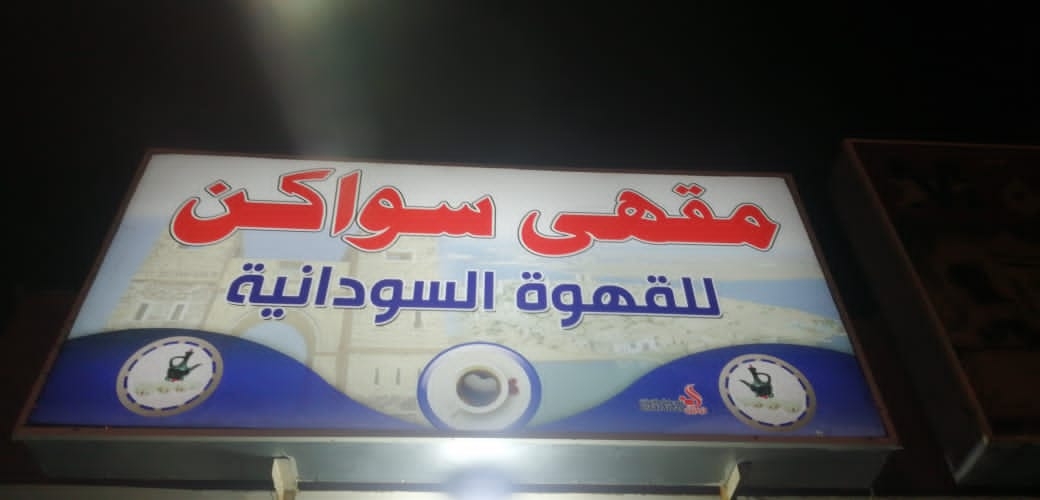 مقهى سواكن
للقهوة السودانية